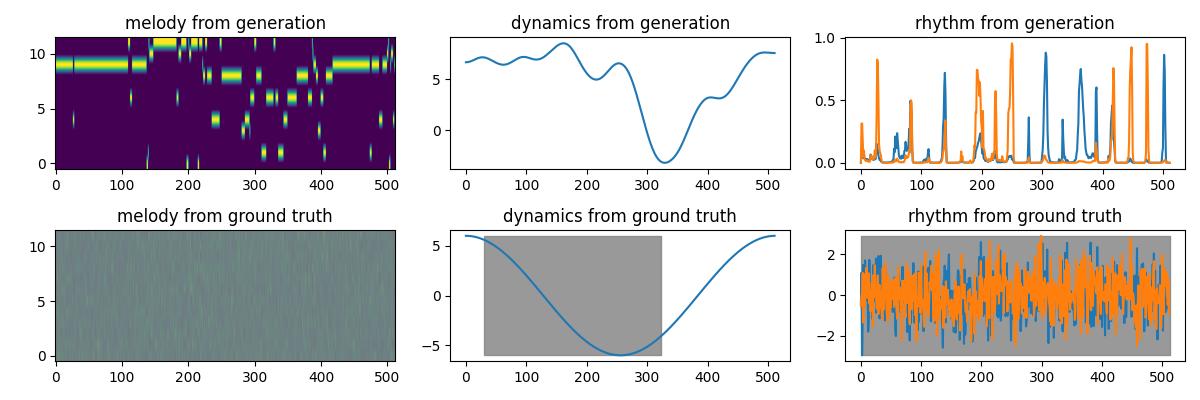 melody from generation
10
5
0
0 100 200 300 400 500
dynamics from generation
5
0
0 100 200 300 400 500
rhythm from generation
1.0
0.5
0.0
0 100 200 300 400 500
melody from ground truth
10
5
0
0 100 200 300 400 500
dynamics from ground truth
5
0
−5
0 100 200 300 400 500
rhythm from ground truth
2
0
−2
0 100 200 300 400 500